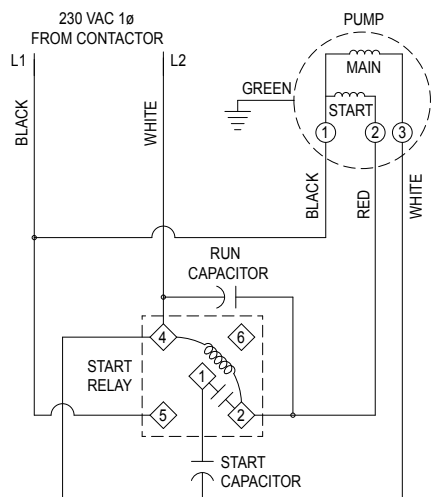 230 VAC 1ø
FROM CONTACTOR
L1
L2
PUMP
MAIN
START
GREEN
1
2
3
BLACK
WHITE
BLACK
RED
WHITE
RUN
CAPACITOR
START
RELAY
4
6
1
5
2
START
CAPACITOR